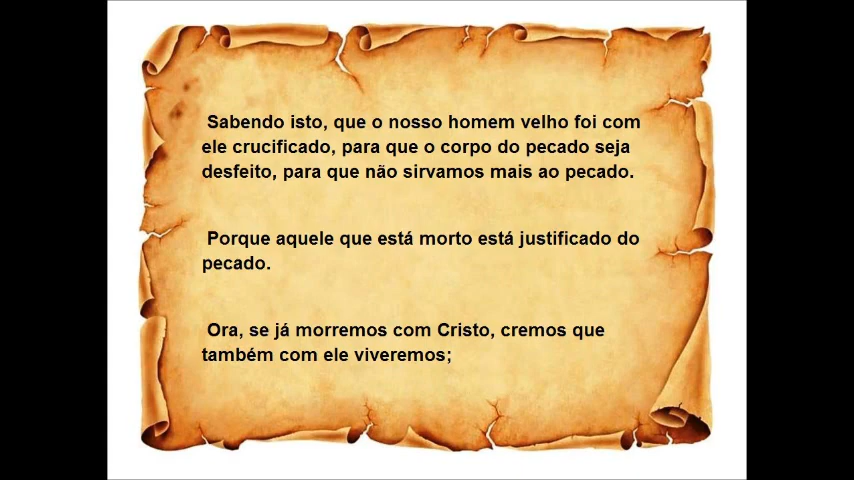 Sabendo isto, que o nosso homem velho foi com
ele crucificado, para que o corpo do pecado seja
desfeito, para que não sirvamos mais ao pecado.
Porque aquele que está morto está justificado do
pecado.
Ora, se já morremos com Cristo, cremos que
também com ele viveremos;